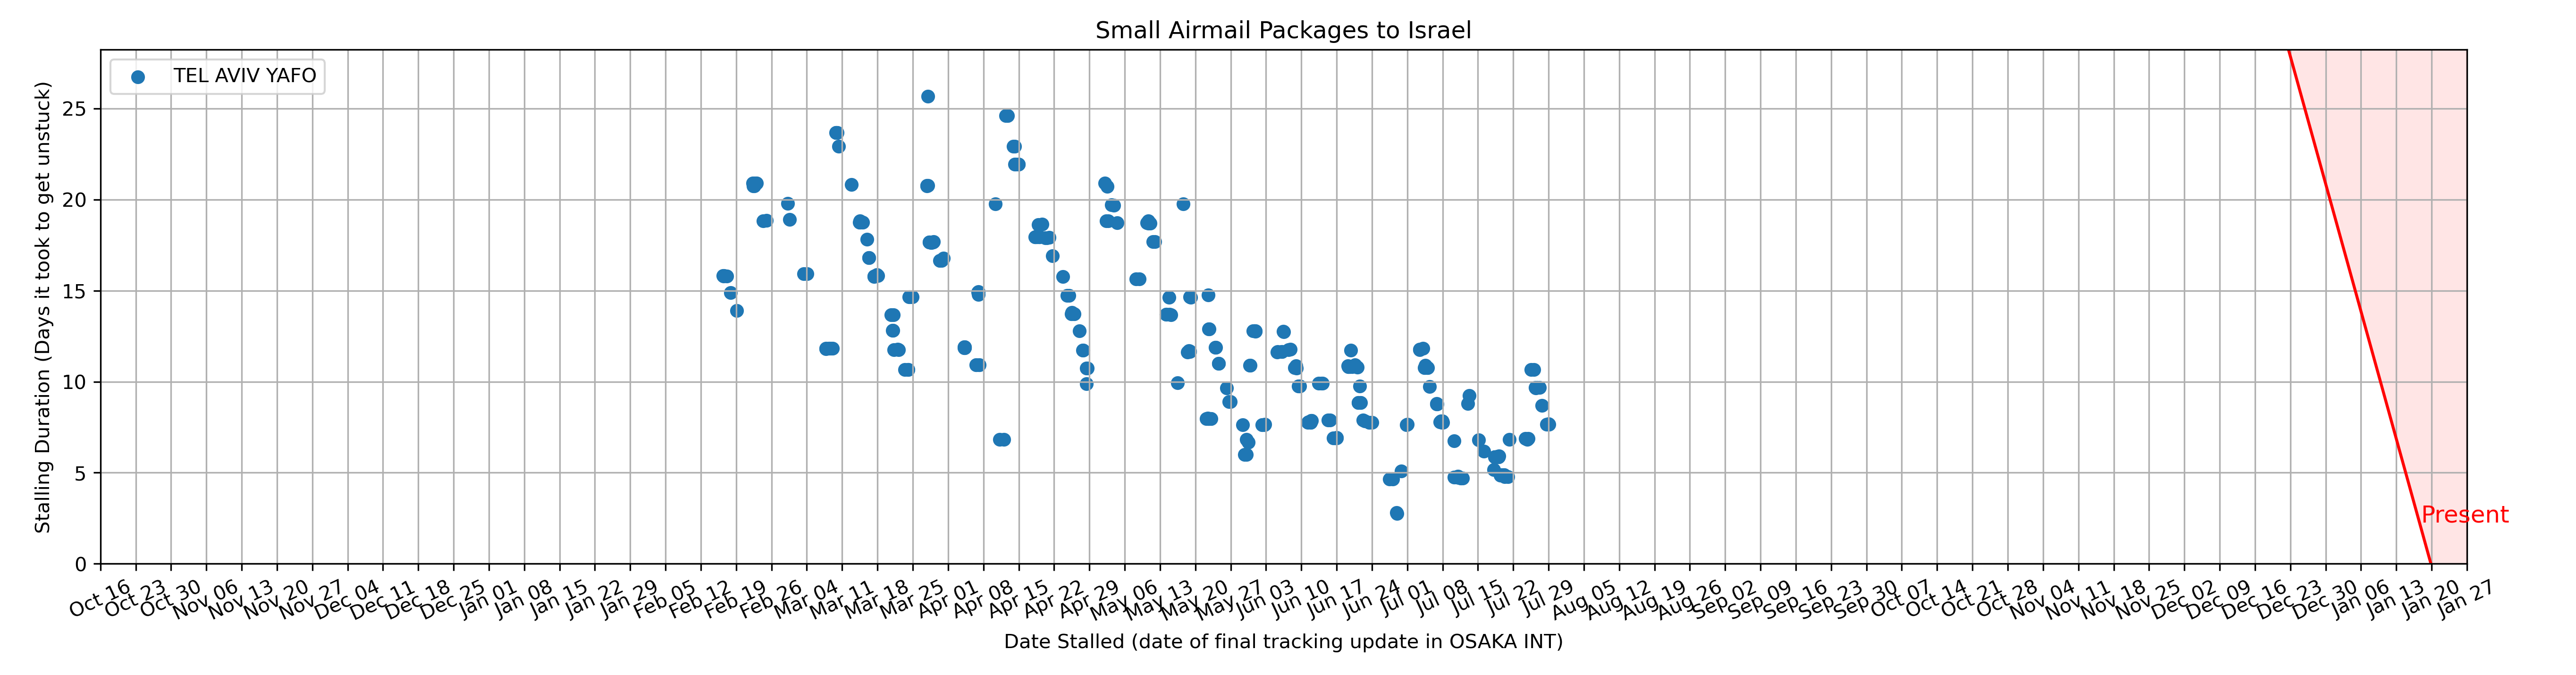 Small Airmail Packages to Israel
TEL AVIV YAFO
Stalling Duration (Days it took to get unstuck)
25
20
15
10
5
0
Present
Oct 16
Oct 23
Oct 30
Nov 06
Nov 13
Nov 20
Nov 27
Dec 04
Dec 11
Dec 18
Dec 25
Jan 01
Jan 08
Jan 15
Jan 22
Jan 29
Feb 05
Feb 12
Feb 19
Feb 26
Mar 04
Mar 11
Mar 18
Mar 25
Apr 01
Apr 08
Apr 15
Apr 22
Apr 29
May 06
May 13
May 20
May 27
Jun 03
Jun 10
Jun 17
Jun 24
Jul 01
Jul 08
Jul 15
Jul 22
Jul 29
Aug 05
Aug 12
Aug 19
Aug 26
Sep 02
Sep 09
Sep 16
Sep 23
Sep 30
Oct 07
Oct 14
Oct 21
Oct 28
Nov 04
Nov 11
Nov 18
Nov 25
Dec 02
Dec 09
Dec 16
Dec 23
Dec 30
Jan 06
Jan 13
Jan 20
Jan 27
Date Stalled (date of final tracking update in OSAKA INT)